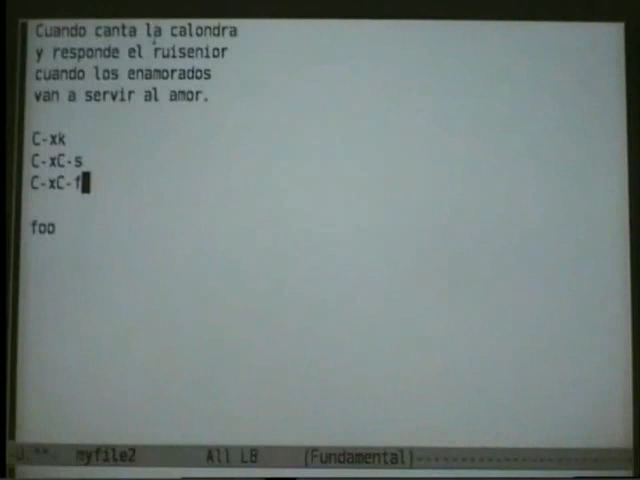 Cuando canta la calondra
y responde el ruisenior
cuando los enamorados
van a servir al amor.
C-xk
C-xC-s
C-xC-f
foo
myfile2 All L8 (Fundamental)